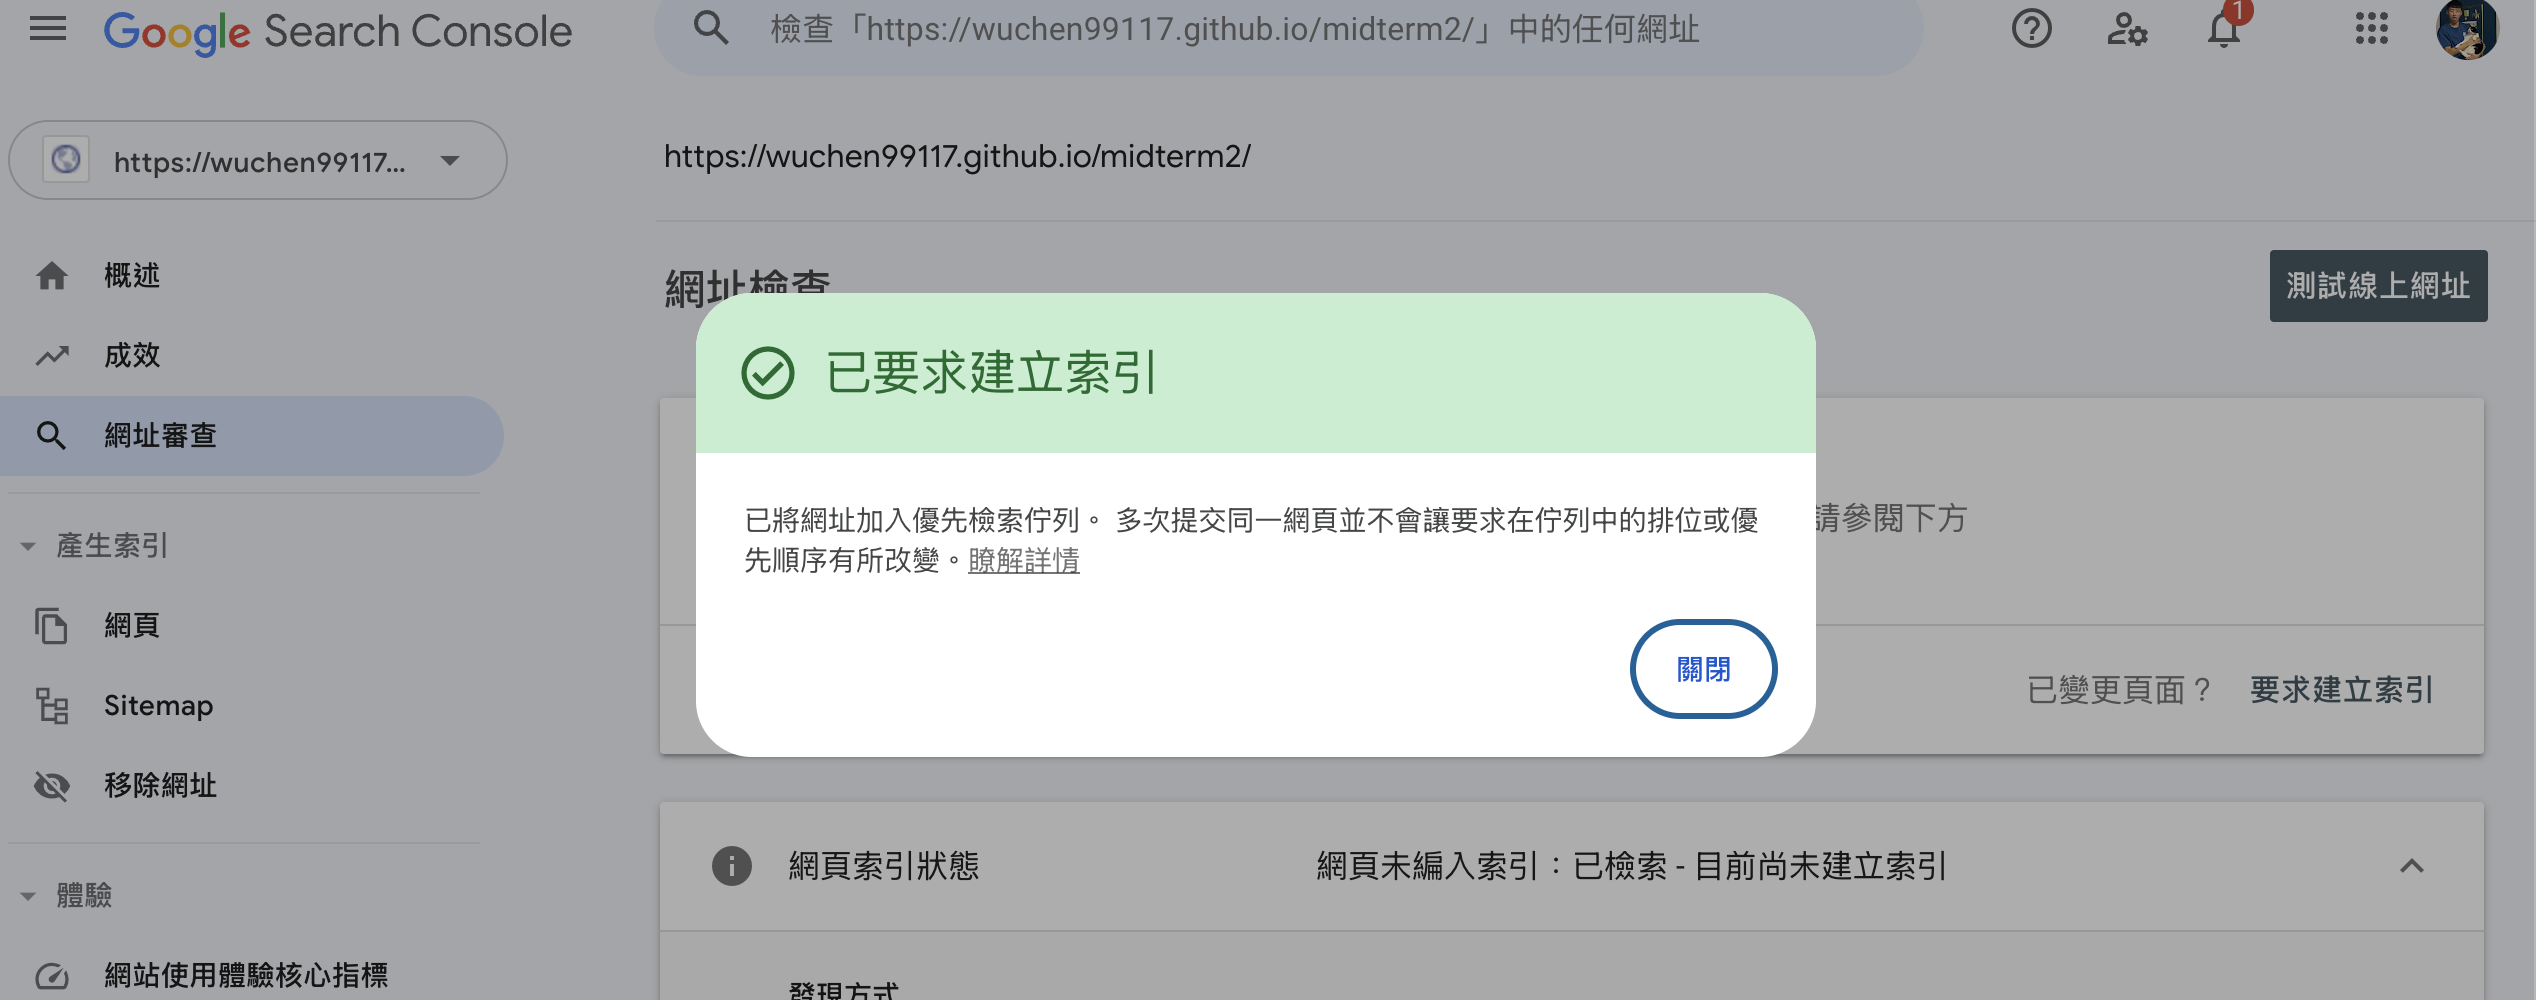 Google Search Console
檢查「https://wuchen99117.github.io/midterm2/」中的任何網址
1
https://wuchen99117...
https://wuchen99117.github.io/midterm2/
概述
成效
網址審查
產生索引
網頁
Sitemap
移除網址
體驗
網站使用體驗核心指標
網址檢查
測試線上網址
已要求建立索引
已將網址加入優先檢索佇列。 多次提交同一網頁並不會讓要求在佇列中的排位或優
先順序有所改變。瞭解詳情
關閉
請參閱下方
已變更頁面？ 要求建立索引
網頁索引狀態 網頁未編入索引：已檢索 - 目前尚未建立索引
發現方式